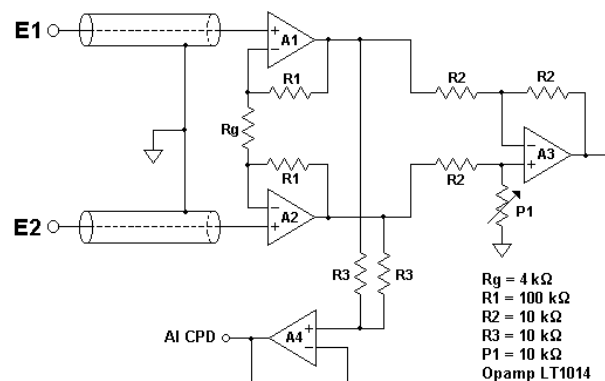 E1
A1
R1
Rg
R1
A2
E2
R2
R2
A3
R2
P1
R3
R3
AI CPD
A4
Rg = 4 kΩ
R1 = 100 kΩ
R2 = 10 kΩ
R3 = 10 kΩ
P1 = 10 kΩ
Opamp LT1014